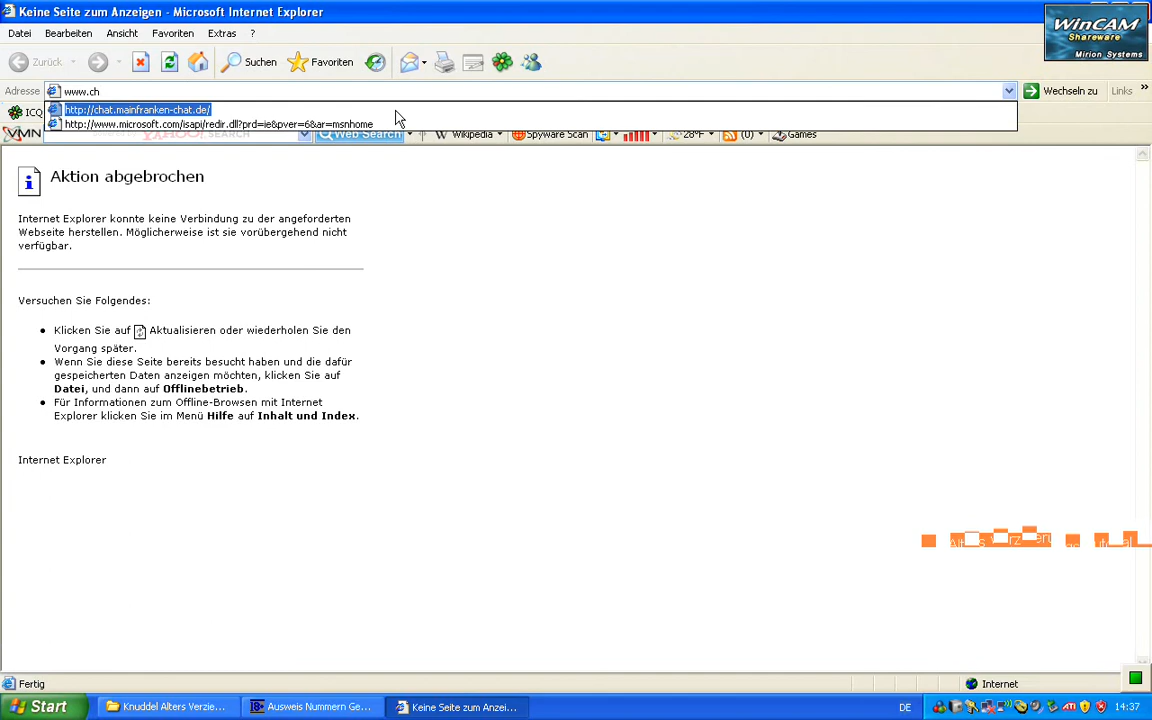 Keine Seite zum Anzeigen - Microsoft Internet Explorer
WinCAM
Shareware
Mirion Systems
Datei Bearbeiten Ansicht Favoriten Extras ?
Zurück Suchen Favoriten
Adresse www.ch Wechseln zu Links »
http://chat.mainfranken-chat.de/
ICQ
http://www.microsoft.com/isapi/redir.dll?prd=ie&pver=6&ar=msnhome
VMN SEARCH Web Search Wikipedia Spyware Scan 28°F (0) Games
Aktion abgebrochen
Internet Explorer konnte keine Verbindung zu der angeforderten
Webseite herstellen. Möglicherweise ist sie vorübergehend nicht
verfügbar.
Versuchen Sie Folgendes:
Klicken Sie auf Aktualisieren oder wiederholen Sie den
Vorgang später.
Wenn Sie diese Seite bereits besucht haben und die dafür
gespeicherten Daten anzeigen möchten, klicken Sie auf
Datei, und dann auf Offlinebetrieb.
Für Informationen zum Offline-Browsen mit Internet
Explorer klicken Sie im Menü Hilfe auf Inhalt und Index.
Internet Explorer
Fertig Internet
Start Knuddel Alters Verzie... Ausweis Nummern Ge... Keine Seite zum Anzei... DE 14:37